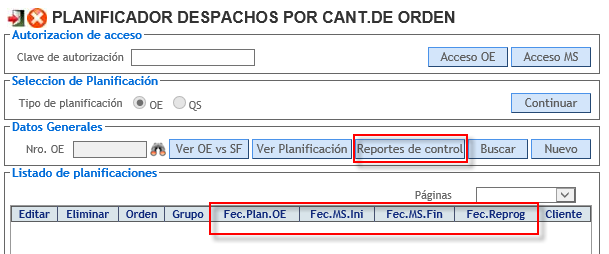 PLANIFICADOR DESPACHOS POR CANT.DE ORDEN
Autorizacion de acceso
Clave de autorización Acceso OE Acceso MS
Seleccion de Planificación
Tipo de planificación OE QS Continuar
Datos Generales
Nro. OE Ver OE vs SF Ver Planificación Reportes de control Buscar Nuevo
Listado de planificaciones
Páginas
Editar Eliminar Orden Grupo Fec.Plan.OE Fec.MS.Ini Fec.MS.Fin Fec.Reprog Cliente